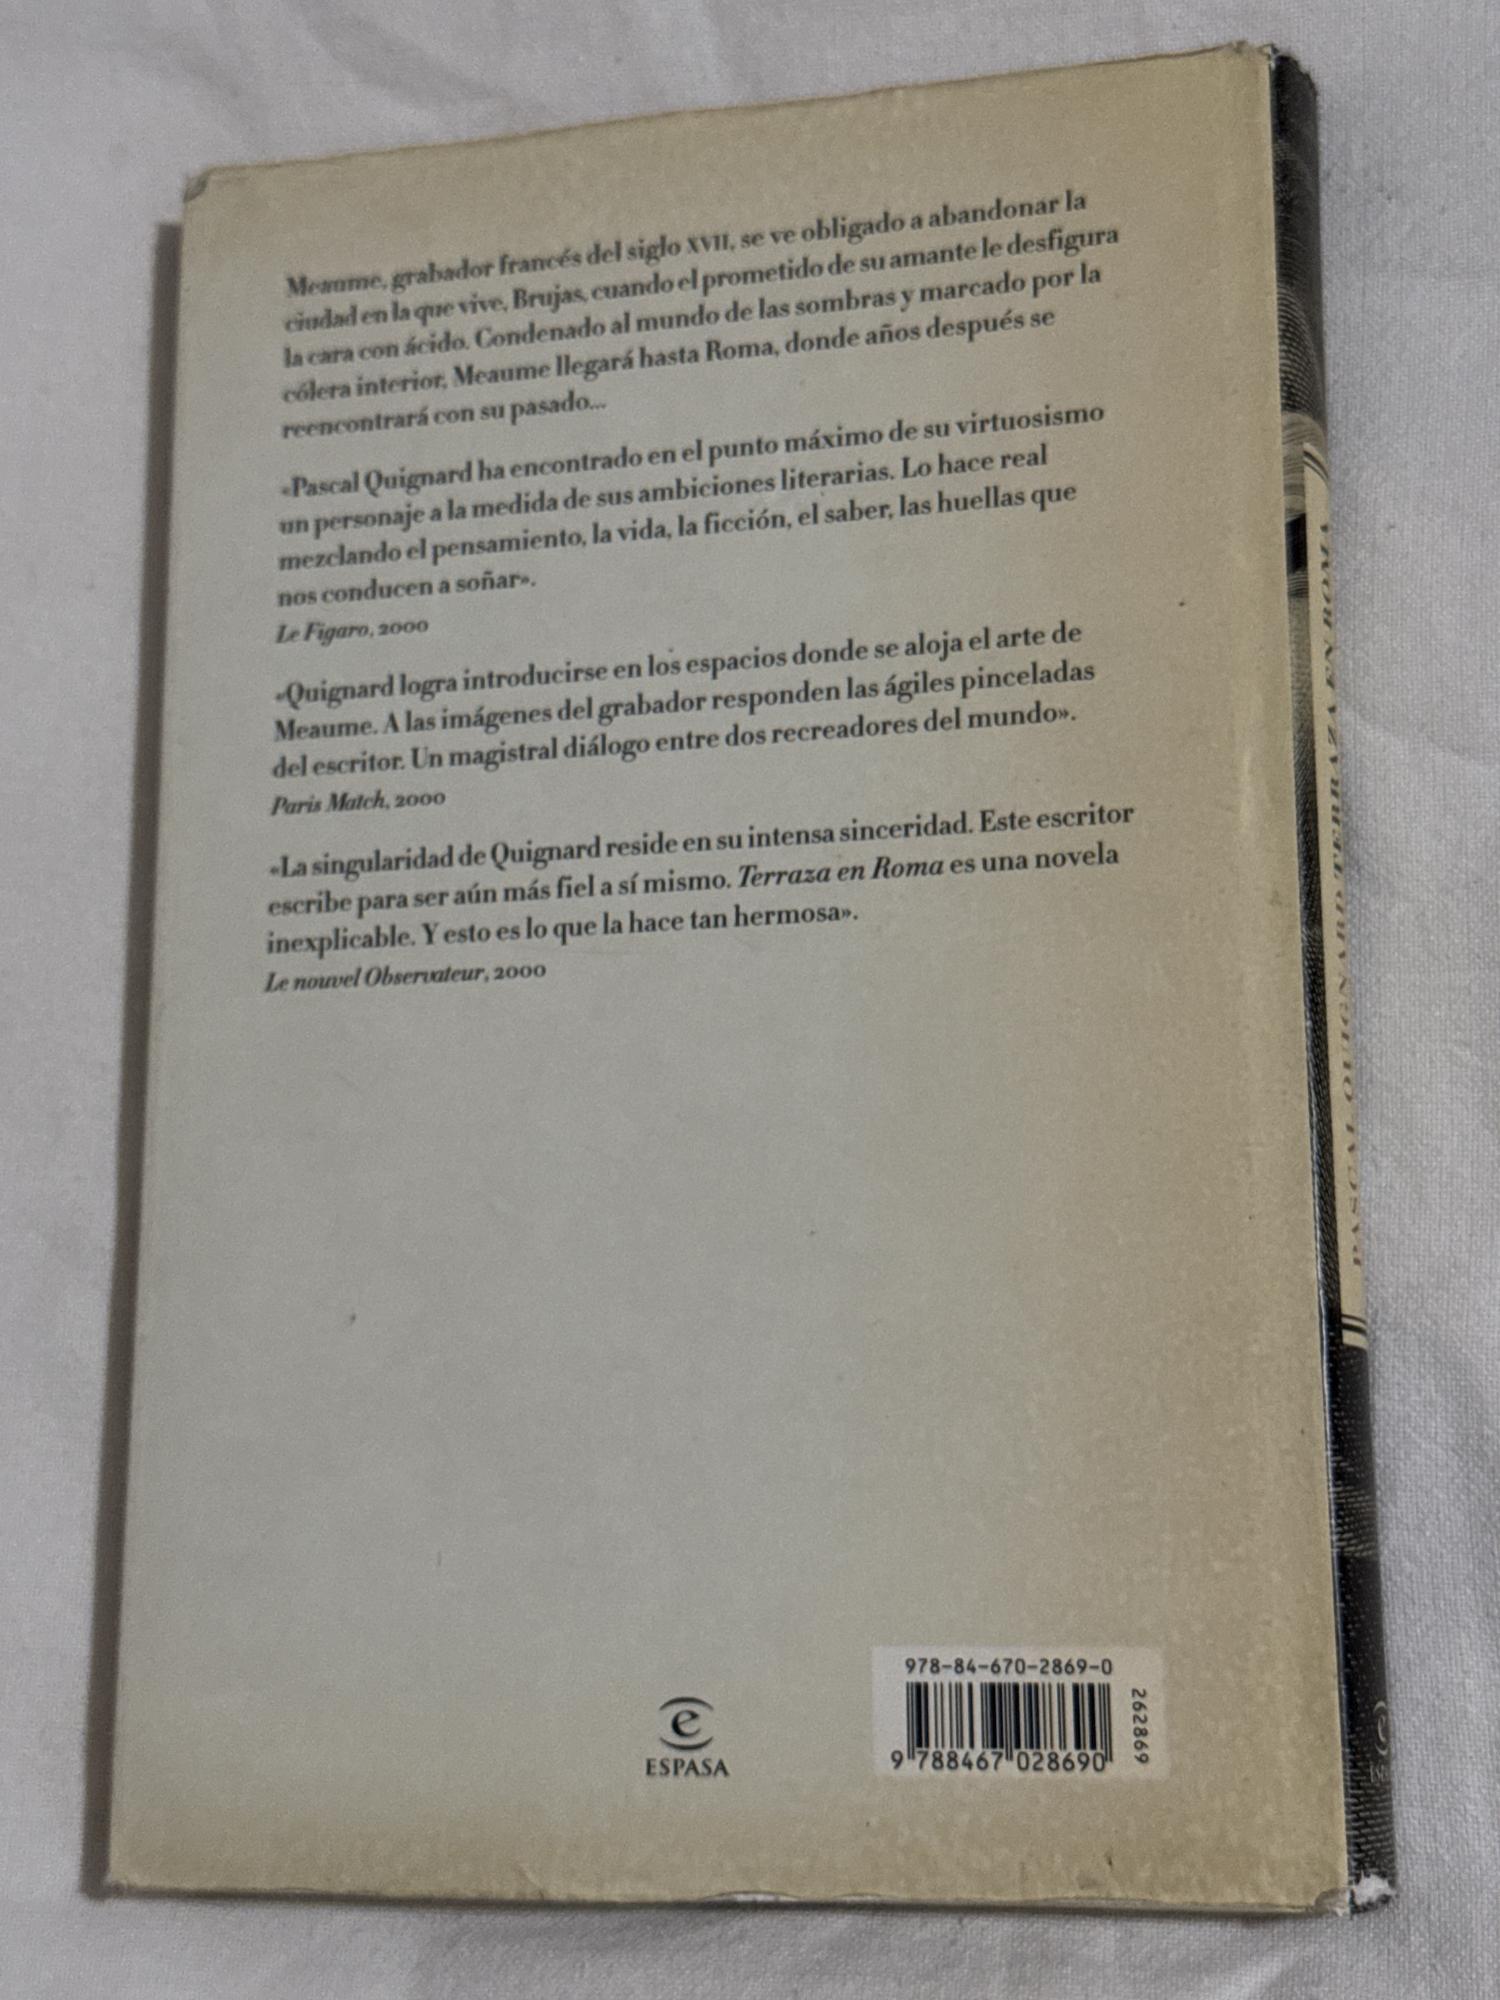 Meaume, grabador francés del siglo XVII, se ve obligado a abandonar la
ciudad en la que vive, Brujas, cuando el prometido de su amante le desfigura
la cara con ácido. Condenado al mundo de las sombras y marcado por la
cólera interior, Meaume llegará hasta Roma, donde años después se
reencontrará con su pasado...
«Pascal Quignard ha encontrado en el punto máximo de su virtuosismo
un personaje a la medida de sus ambiciones literarias. Lo hace real
mezclando el pensamiento, la vida, la ficción, el saber, las huellas que
nos conducen a soñar».
Le Figaro, 2000
«Quignard logra introducirse en los espacios donde se aloja el arte de
Meaume. A las imágenes del grabador responden las ágiles pinceladas
del escritor. Un magistral diálogo entre dos recreadores del mundo».
Paris Match, 2000
«La singularidad de Quignard reside en su intensa sinceridad. Este escritor
escribe para ser aún más fiel a sí mismo. Terraza en Roma es una novela
inexplicable. Y esto es lo que la hace tan hermosa».
Le nouvel Observateur, 2000
e
ESPASA
978-84-670-2869-0
9 788467 028690
262869
PASCAL QUIGNARD TERRAZA EN ROMA
e